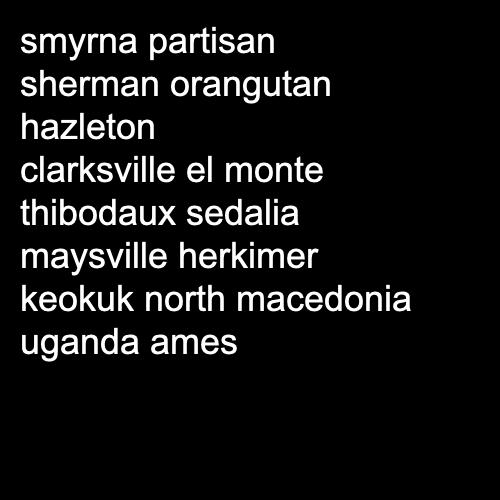 smyrna partisan
sherman orangutan
hazleton
clarksville el monte
thibodaux sedalia
maysville herkimer
keokuk north macedonia
uganda ames